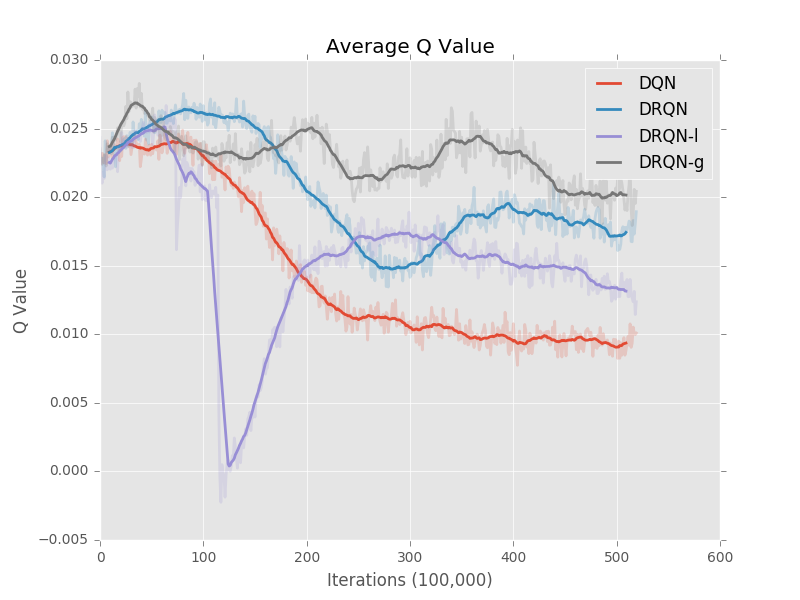 Average Q Value
0.030
0.025
0.020
0.015
0.010
0.005
0.000
−0.005
Q Value
DQN
DRQN
DRQN-l
DRQN-g
0 100 200 300 400 500 600
Iterations (100,000)